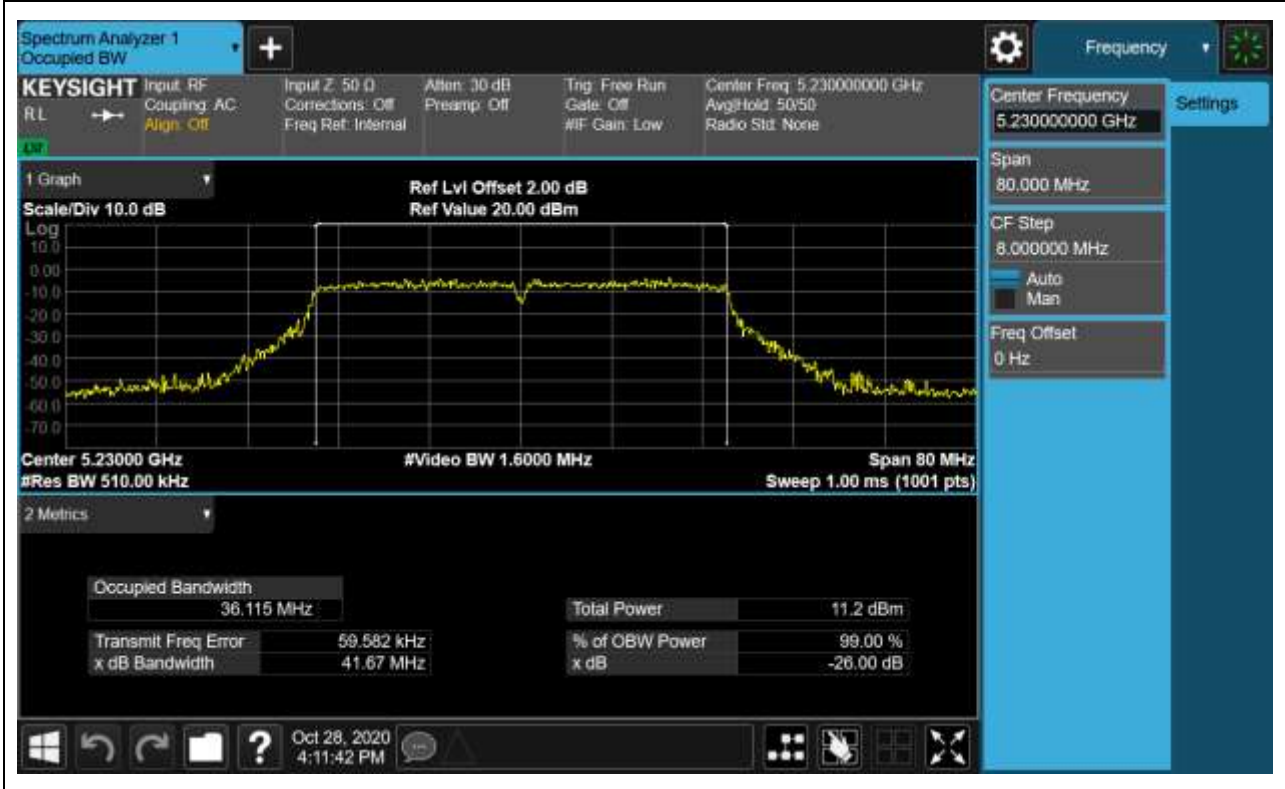 Spectrum Analyzer 1
Occupied BW
+
Frequency
KEYSIGHT
R L
Input: RF
Coupling: AC
Align: Off
Input Z: 50 Ω
Corrections: Off
Freq Ref: Internal
Atten: 30 dB
Preamp: Off
Trig: Free Run
Gate: Off
#IF Gain: Low
Center Freq: 5.230000000 GHz
Avg|Hold: 50/50
Radio Std: None
Center Frequency
5.230000000 GHz
Settings
Span
80.000 MHz
CF Step
8.000000 MHz
Auto
Man
Freq Offset
0 Hz
1 Graph
Scale/Div 10.0 dB
Ref Lvl Offset 2.00 dB
Ref Value 20.00 dBm
Log
10.0
0.00
-10.0
-20.0
-30.0
-40.0
-50.0
-60.0
-70.0
Center 5.23000 GHz
#Video BW 1.6000 MHz
Span 80 MHz
#Res BW 510.00 kHz
Sweep 1.00 ms (1001 pts)
2 Metrics
Occupied Bandwidth
36.115 MHz
Total Power 11.2 dBm
Transmit Freq Error 59.582 kHz
% of OBW Power 99.00 %
x dB Bandwidth 41.67 MHz
x dB -26.00 dB
?
Oct 28, 2020
4:11:42 PM